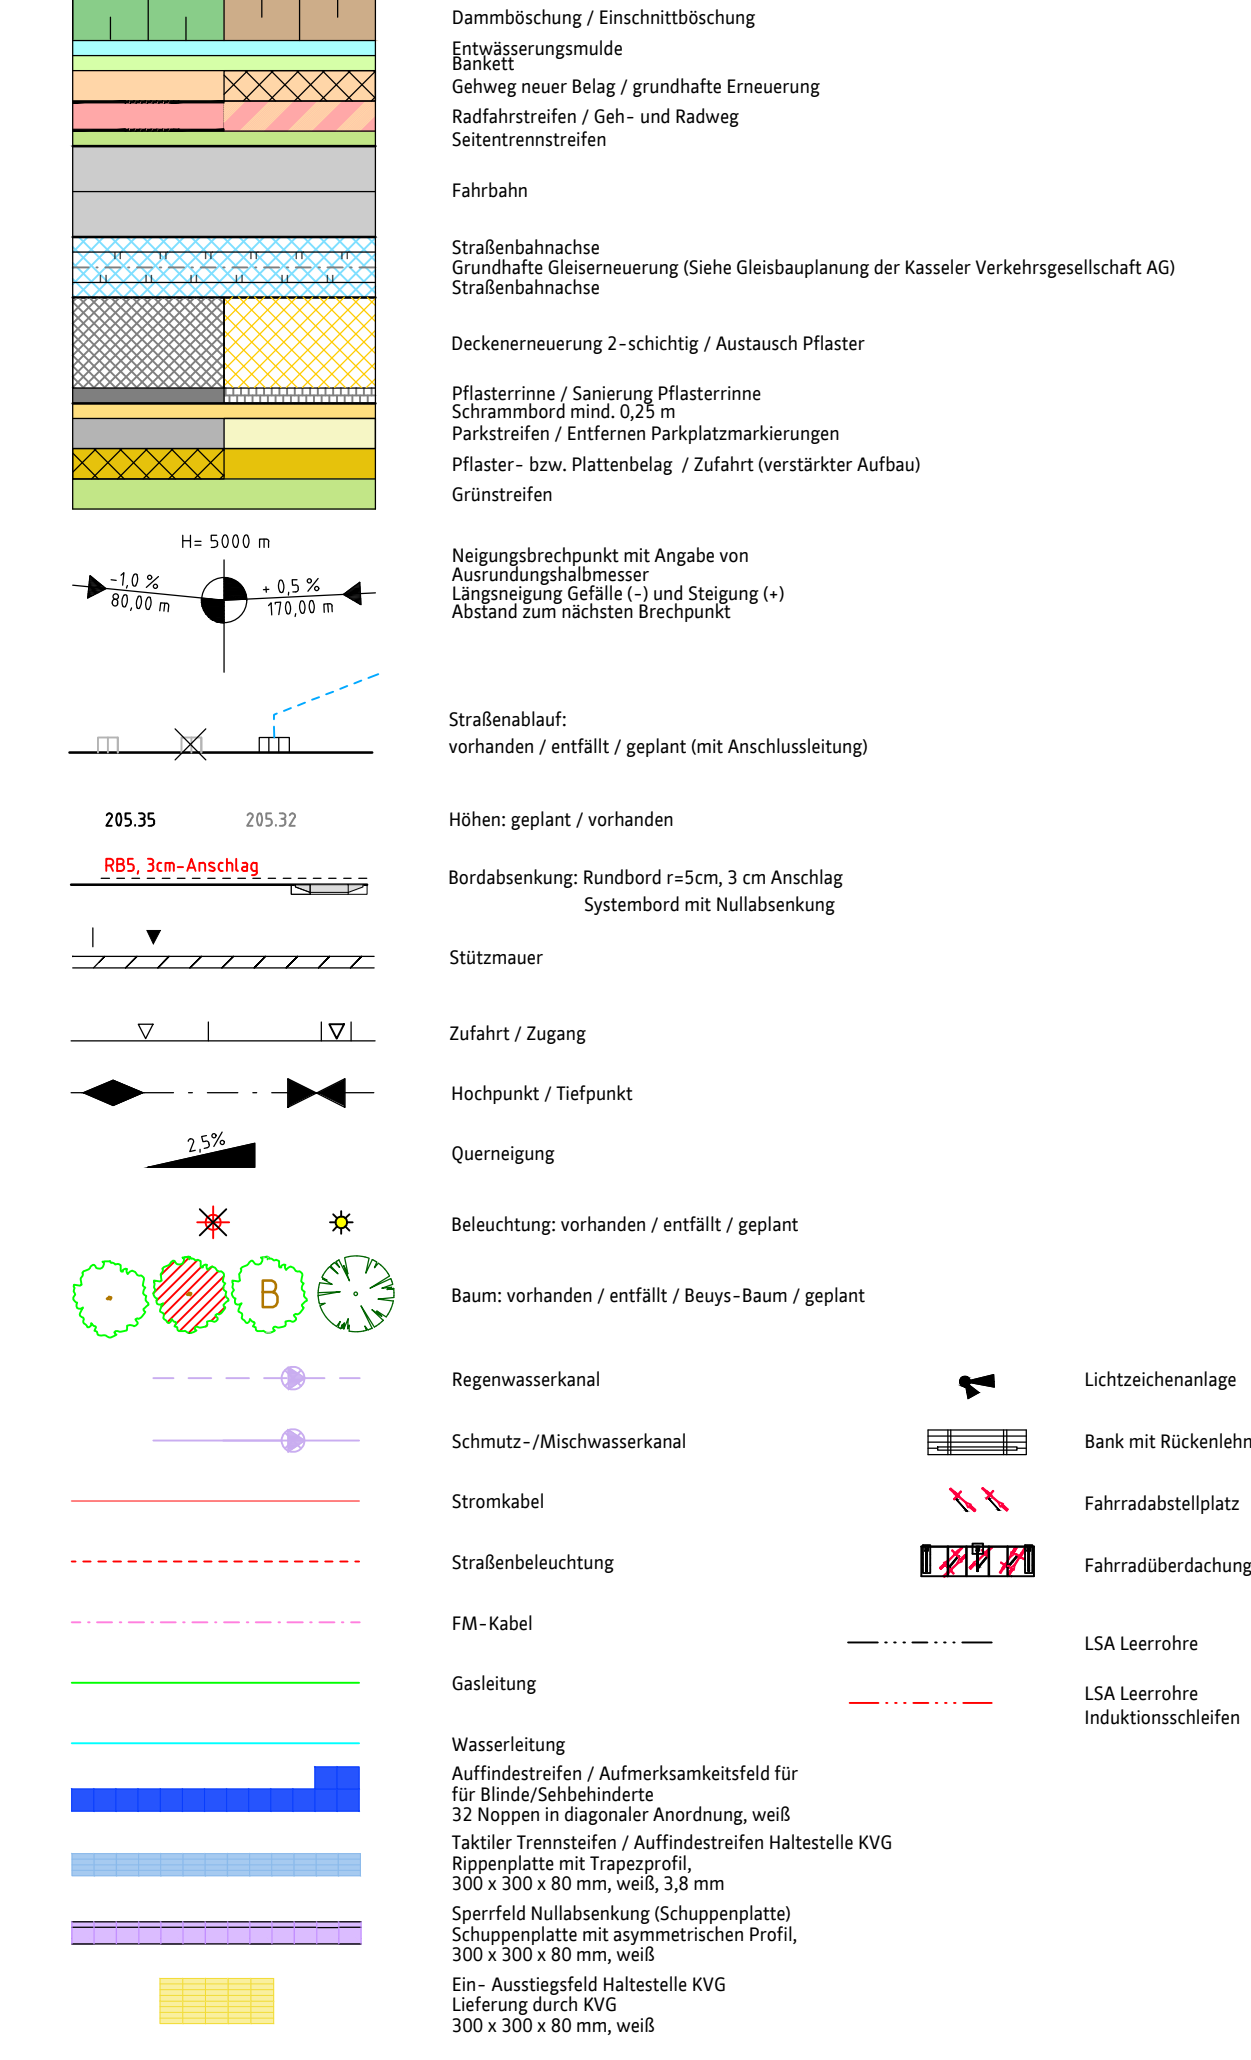 Dammböschung / Einschnittböschung
Entwässerungsmulde
Bankett
Gehweg neuer Belag / grundhafte Erneuerung
Radfahrstreifen / Geh- und Radweg
Seitentrennstreifen
Fahrbahn
Straßenbahnachse
Grundhafte Gleiserneuerung (Siehe Gleisbauplanung der Kasseler Verkehrsgesellschaft AG)
Straßenbahnachse
Deckenerneuerung 2-schichtig / Austausch Pflaster
Pflasterrinne / Sanierung Pflasterrinne
Schrammbord mind. 0,25 m
Parkstreifen / Entfernen Parkplatzmarkierungen
Pflaster- bzw. Plattenbelag / Zufahrt (verstärkter Aufbau)
Grünstreifen
H= 5000 m
-1,0 %
80,00 m
+ 0,5 %
170,00 m
Neigungsbrechpunkt mit Angabe von
Ausrundungshalbmesser
Längsneigung Gefälle (-) und Steigung (+)
Abstand zum nächsten Brechpunkt
Straßenablauf:
vorhanden / entfällt / geplant (mit Anschlussleitung)
205.35 205.32 Höhen: geplant / vorhanden
RB5, 3cm-Anschlag
Bordabsenkung: Rundbord r=5cm, 3 cm Anschlag
Systembord mit Nullabsenkung
Stützmauer
Zufahrt / Zugang
Hochpunkt / Tiefpunkt
2,5%
Querneigung
Beleuchtung: vorhanden / entfällt / geplant
B
Baum: vorhanden / entfällt / Beuys-Baum / geplant
Regenwasserkanal
Lichtzeichenanlage
Schmutz-/Mischwasserkanal
Bank mit Rückenlehn
Stromkabel
Fahrradabstellplatz
Straßenbeleuchtung
Fahrradüberdachung
FM-Kabel
LSA Leerrohre
Gasleitung
LSA Leerrohre
Induktionsschleifen
Wasserleitung
Auffindestreifen / Aufmerksamkeitsfeld für
für Blinde/Sehbehinderte
32 Noppen in diagonaler Anordnung, weiß
Taktiler Trennsteifen / Auffindestreifen Haltestelle KVG
Rippenplatte mit Trapezprofil,
300 x 300 x 80 mm, weiß, 3,8 mm
Sperrfeld Nullabsenkung (Schuppenplatte)
Schuppenplatte mit asymmetrischen Profil,
300 x 300 x 80 mm, weiß
Ein- Ausstiegsfeld Haltestelle KVG
Lieferung durch KVG
300 x 300 x 80 mm, weiß